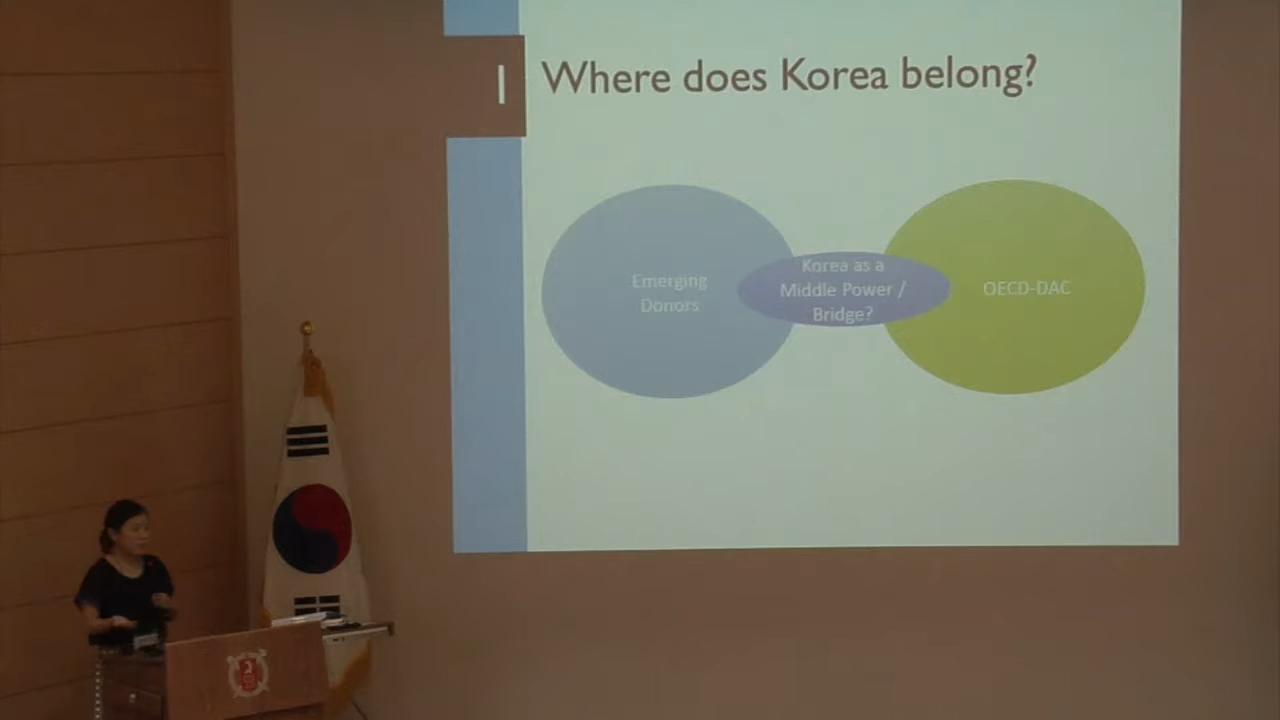 Where does Korea belong?
Emerging
Donors
Korea as a
Middle Power /
Bridge?
OECD-DAC